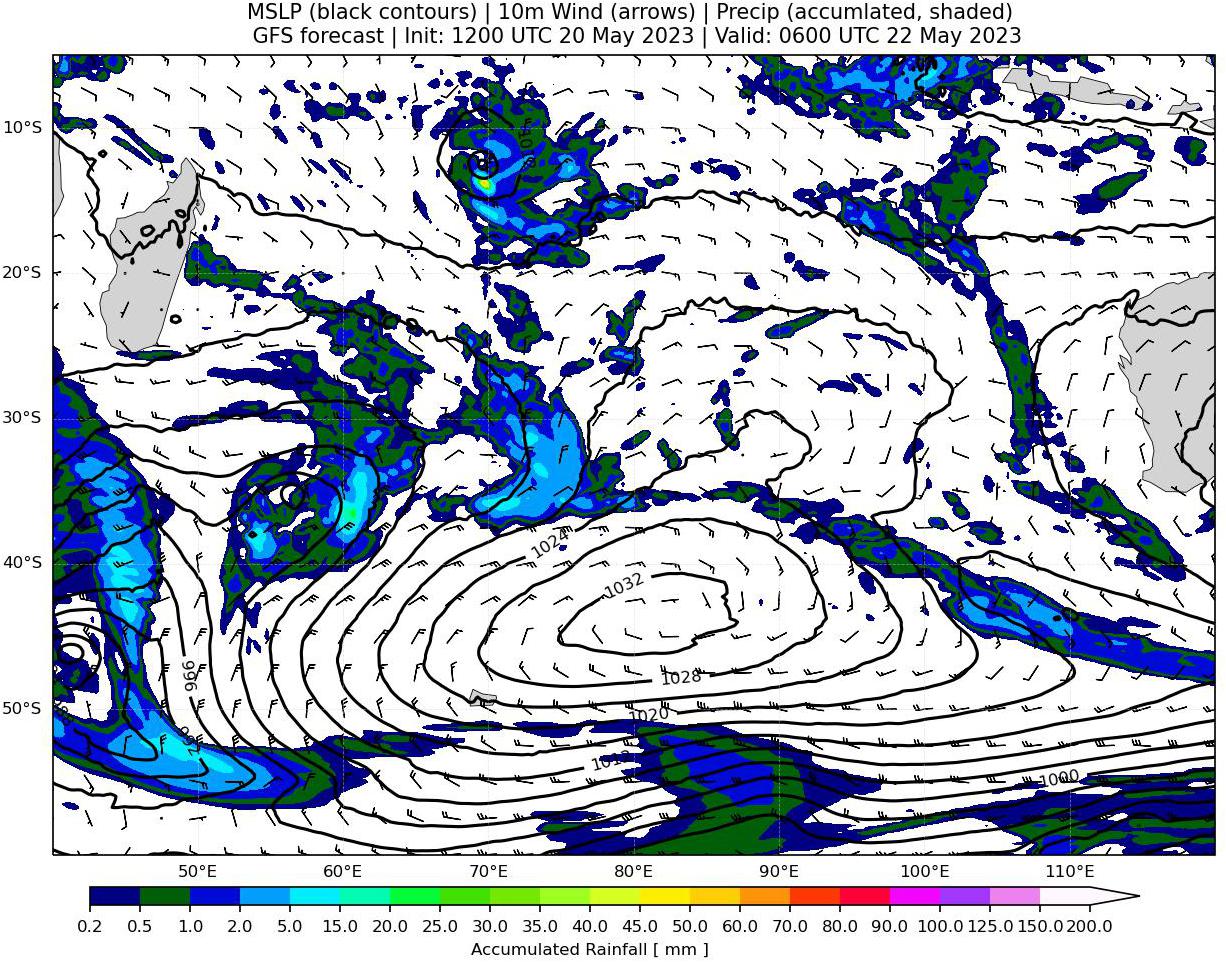 MSLP (black contours) | 10m Wind (arrows) | Precip (accumlated, shaded)
GFS forecast | Init: 1200 UTC 20 May 2023 | Valid: 0600 UTC 22 May 2023
10°S
20°S
30°S
40°S
50°S
1024
1032
996
1028
1020
1012
1000
50°E
60°E
70°E
80°E
90°E
100°E
110°E
0.2 0.5 1.0 2.0 5.0 15.0 20.0 25.0 30.0 35.0 40.0 45.0 50.0 60.0 70.0 80.0 90.0 100.0 125.0 150.0 200.0
Accumulated Rainfall [ mm ]